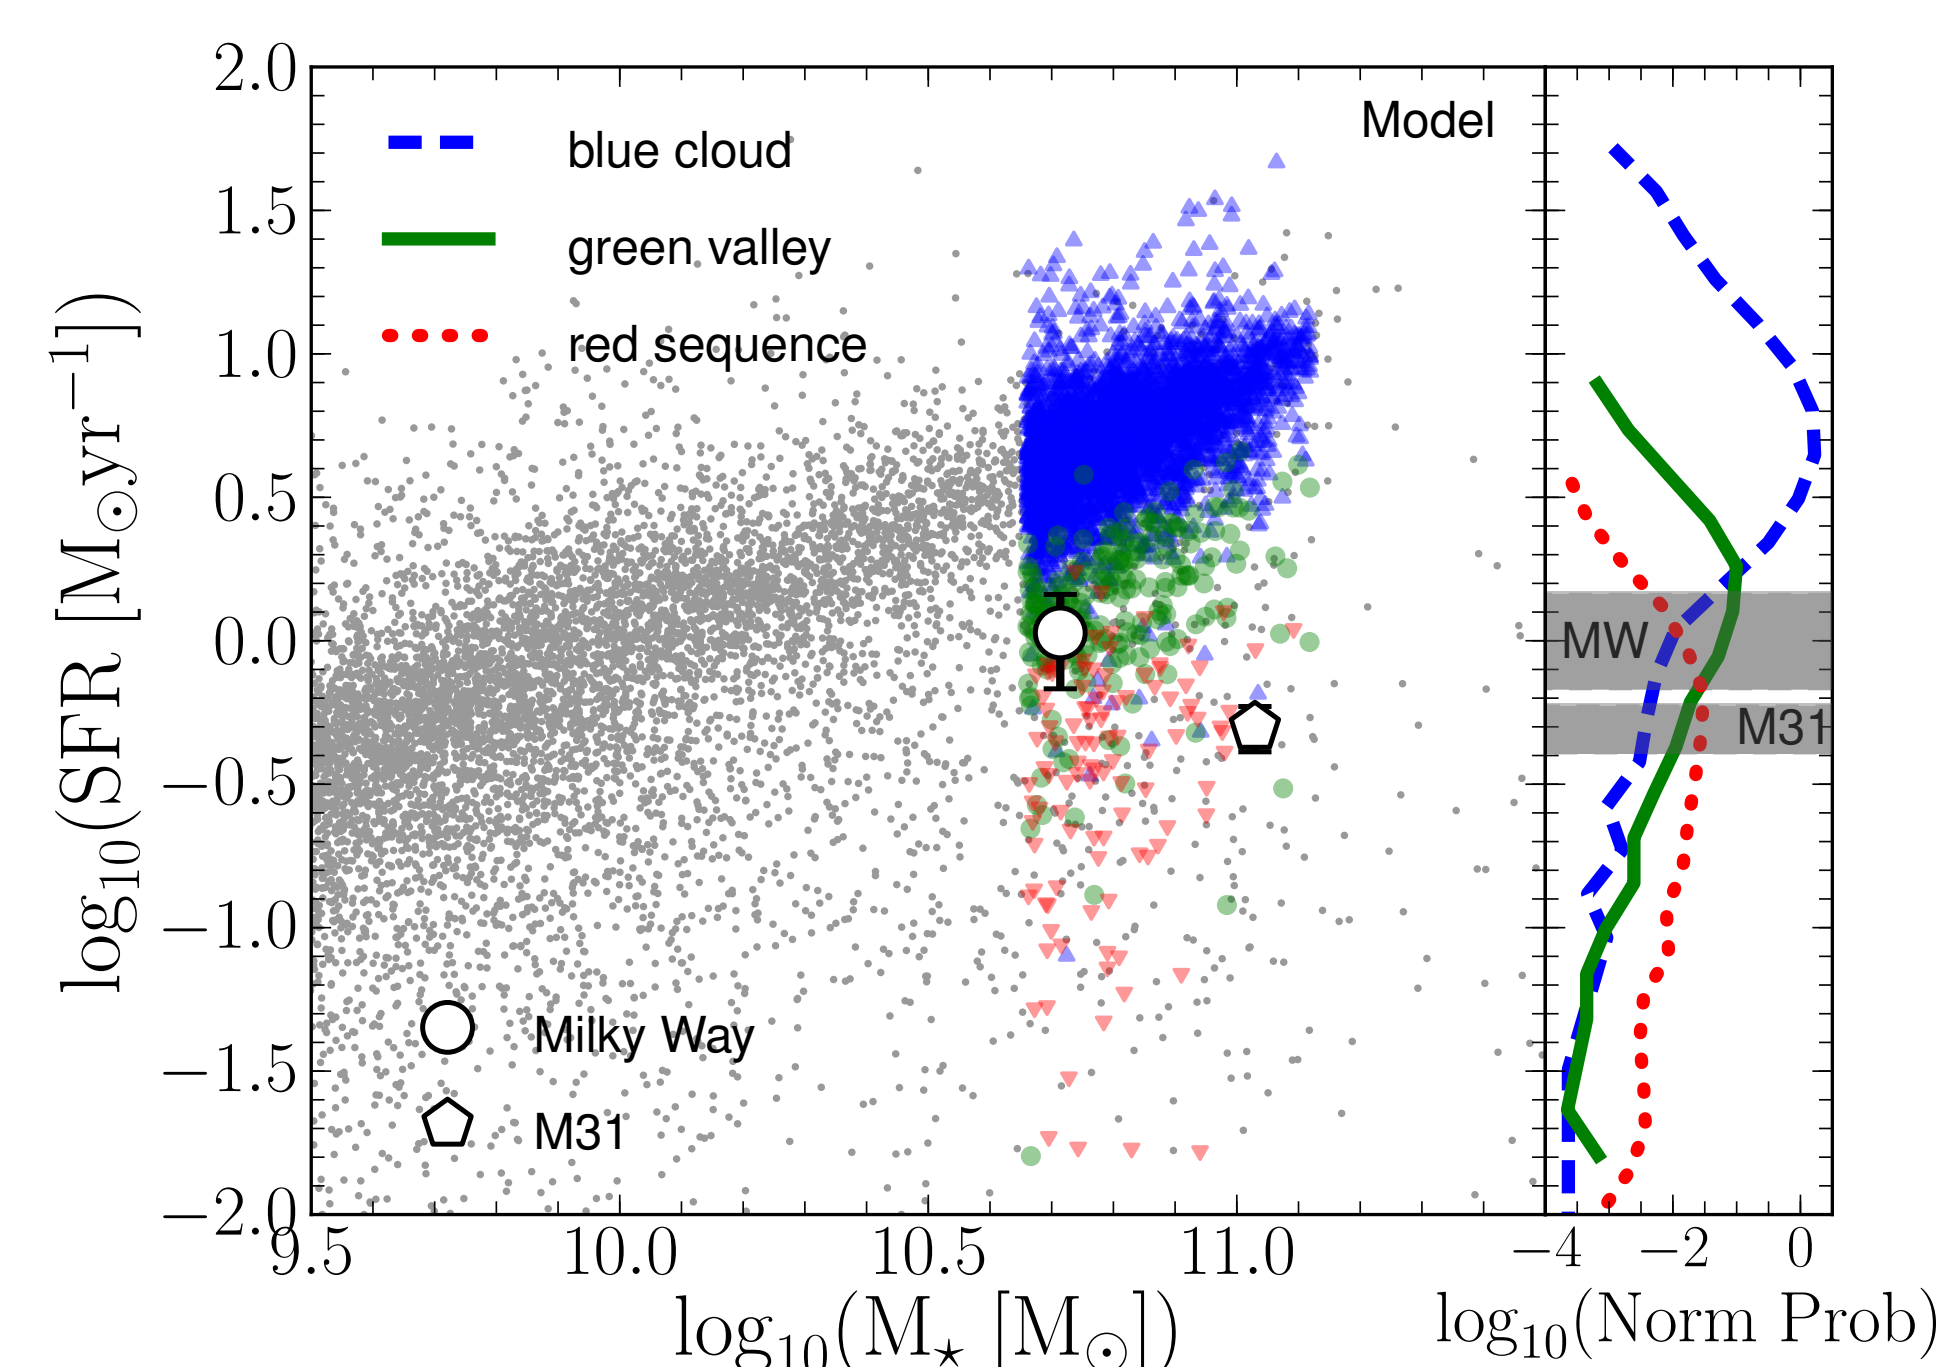 Model
blue cloud
green valley
red sequence
Milky Way
M31
MW
M31
2.0
1.5
1.0
0.5
0.0
−0.5
−1.0
−1.5
−2.0
log₁₀(SFR [M⊙yr⁻¹])
9.5 10.0 10.5 11.0
log₁₀(M⋆ [M⊙])
−4 −2 0
log₁₀(Norm Prob)